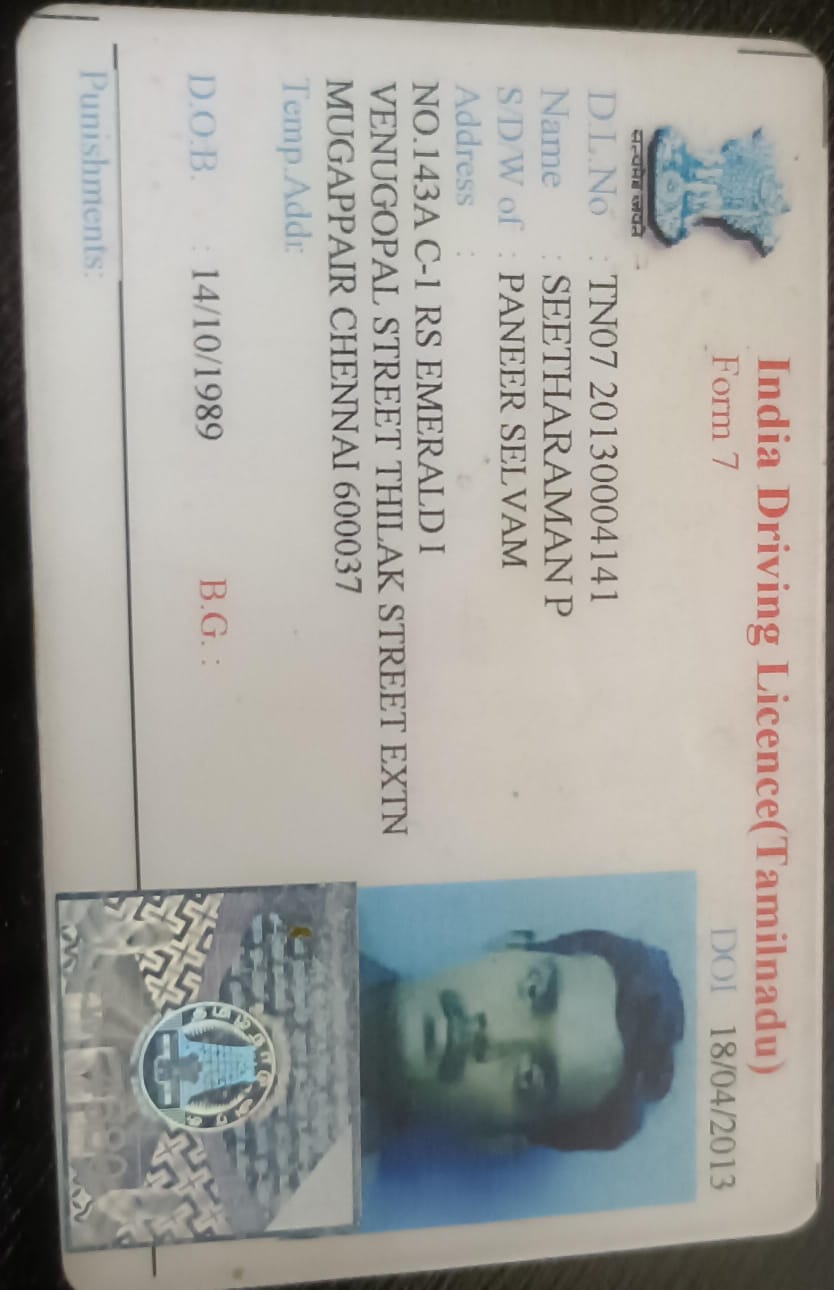 India Driving Licence(Tamilnadu)
Form 7
DOI 18/04/2013
सत्यमेव जयते
D.L.No : TN07 20130004141
Name : SEETHARAMAN P
S/D/W of : PANEER SELVAM
Address :
NO.143A C-1 RS EMERALD I
VENUGOPAL STREET THILAK STREET EXTN
MUGAPPAIR CHENNAI 600037
Temp.Addr:
D.O.B. : 14/10/1989 B.G. :
Punishments: